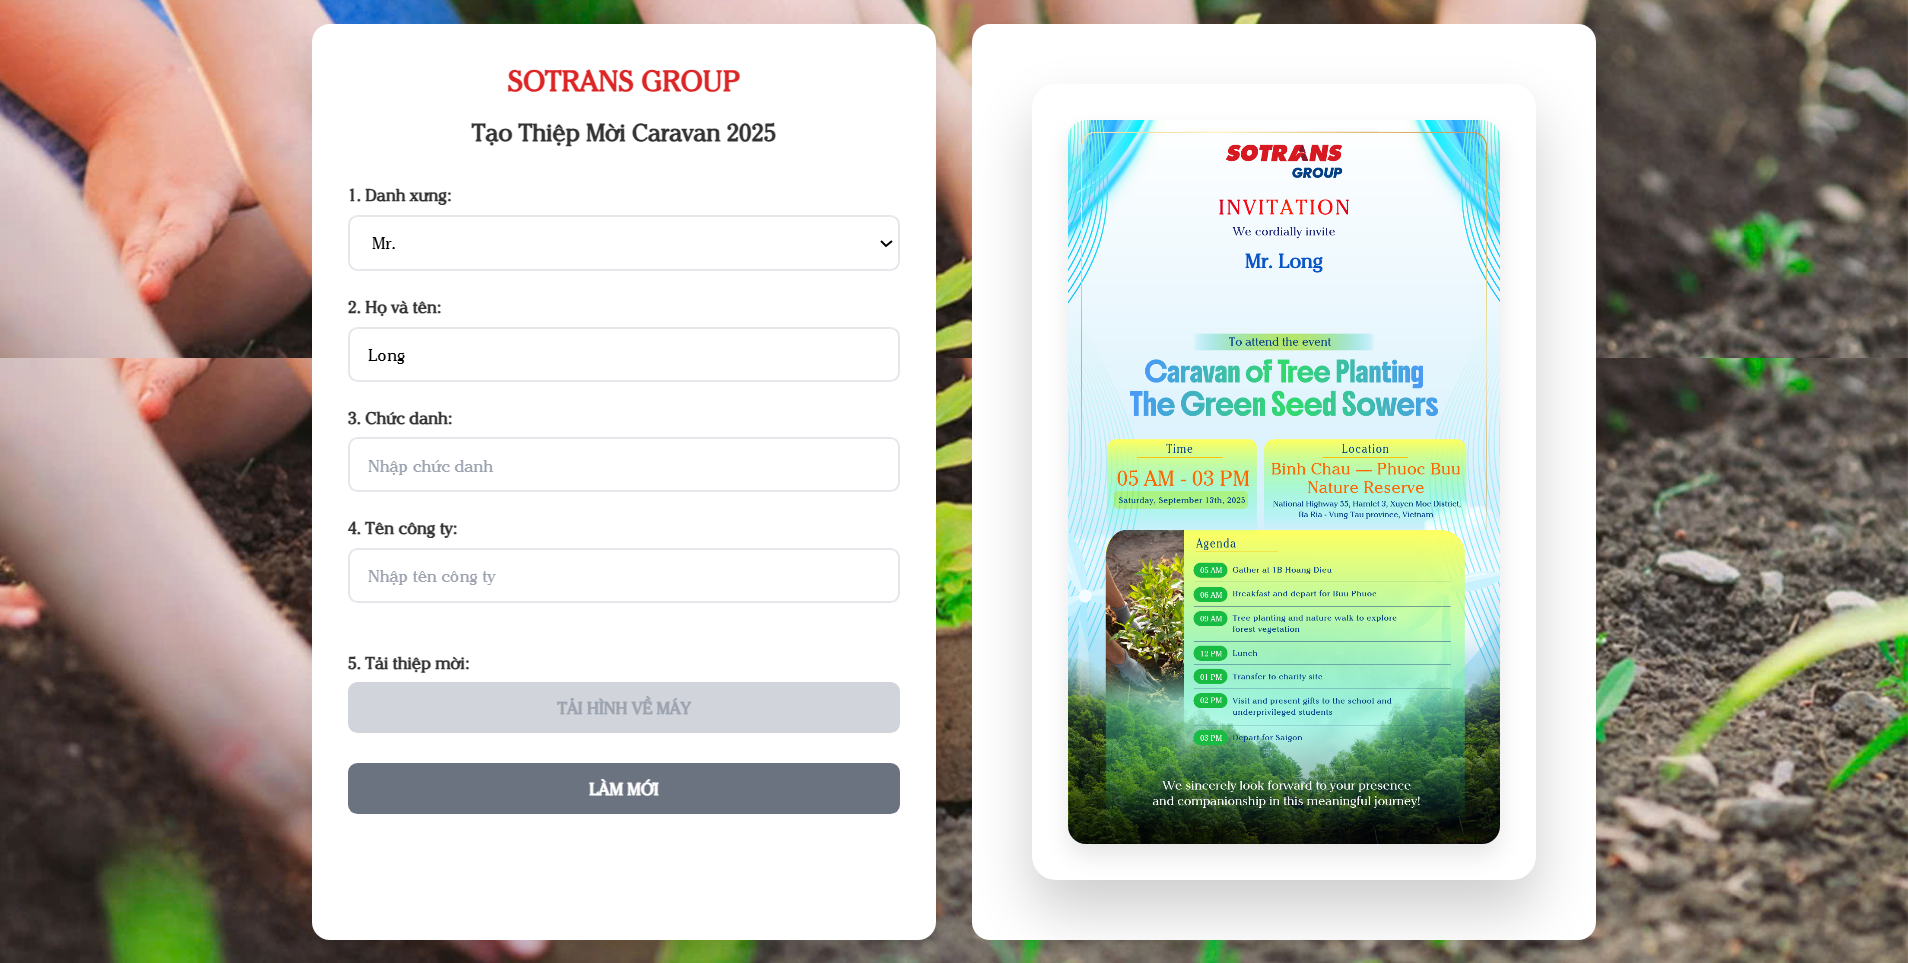 SOTRANS GROUP
Tạo Thiệp Mời Caravan 2025
1. Danh xưng:
Mr.
2. Họ và tên:
Long
3. Chức danh:
Nhập chức danh
4. Tên công ty:
Nhập tên công ty
5. Tải thiệp mời:
TẢI HÌNH VỀ MÁY
LÀM MỚI
SOTRANS
GROUP
INVITATION
We cordially invite
Mr. Long
To attend the event
Caravan of Tree Planting
The Green Seed Sowers
Time
05 AM - 03 PM
Saturday, September 13th, 2025
Location
Binh Chau — Phuoc Buu
Nature Reserve
National Highway 55, Hamlet 3, Xuyen Moc District,
Ba Ria - Vung Tau province, Vietnam
Agenda
05 AM Gather at 1B Hoang Dieu
06 AM Breakfast and depart for Buu Phuoc
09 AM Tree planting and nature walk to explore
forest vegetation
12 PM Lunch
01 PM Transfer to charity site
02 PM Visit and present gifts to the school and
underprivileged students
03 PM Depart for Saigon
We sincerely look forward to your presence
and companionship in this meaningful journey!